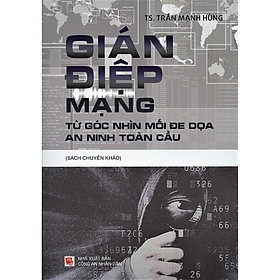 TS. TRẦN MẠNH HÙNG
GIÁN
ĐIỆP
MẠNG
TỪ GÓC NHÌN MỐI ĐE DỌA
AN NINH TOÀN CẦU
(SÁCH CHUYÊN KHẢO)
NHÀ XUẤT BẢN
CÔNG AN NHÂN DÂN